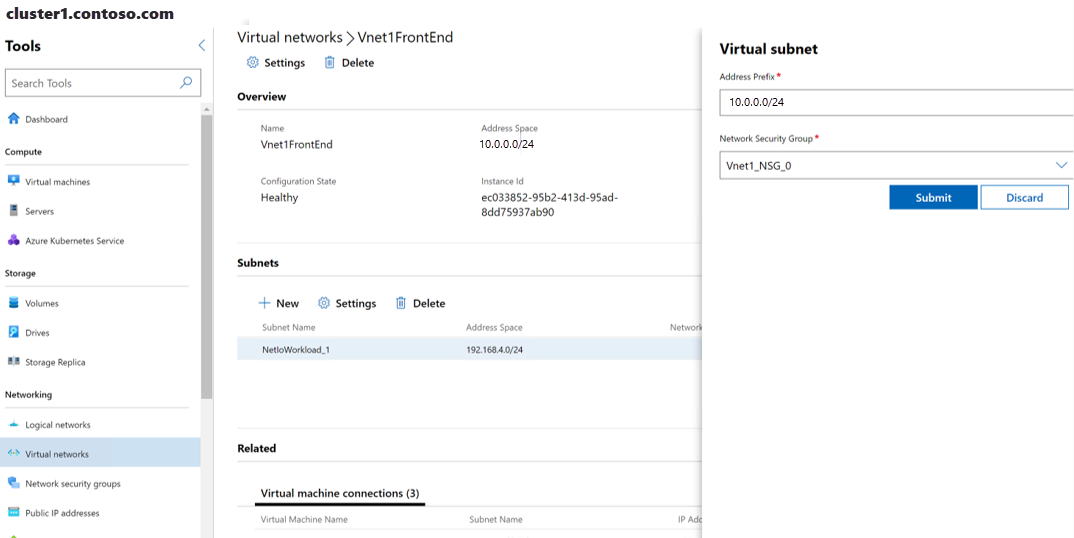 cluster1.contoso.com
Tools
Search Tools
Dashboard
Compute
Virtual machines
Servers
Azure Kubernetes Service
Storage
Volumes
Drives
Storage Replica
Networking
Logical networks
Virtual networks
Network security groups
Public IP addresses
Virtual networks > Vnet1FrontEnd
Settings Delete
Overview
Name Address Space
Vnet1FrontEnd 10.0.0.0/24
Configuration State Instance Id
Healthy ec033852-95b2-413d-95ad-
8dd75937ab90
Subnets
New Settings Delete
Subnet Name Address Space Network
NetIoWorkload_1 192.168.4.0/24
Related
Virtual machine connections (3)
Virtual Machine Name Subnet Name IP Adc
Virtual subnet
Address Prefix*
10.0.0.0/24
Network Security Group*
Vnet1_NSG_0
Submit Discard